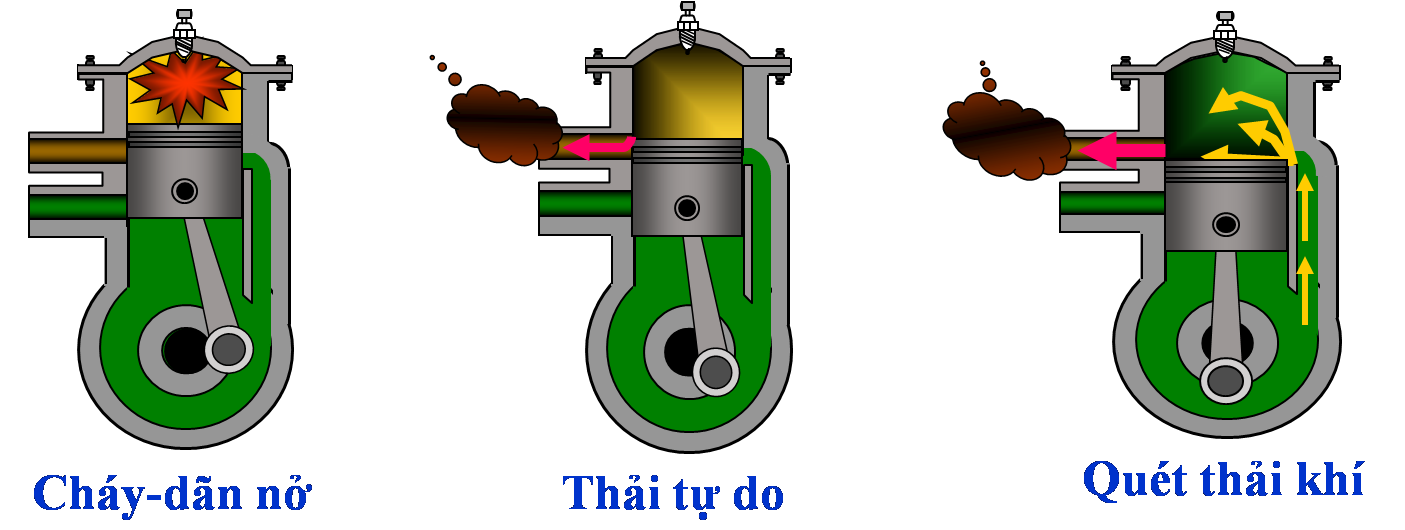 Cháy-dãn nở
Thải tự do
Quét thải khí